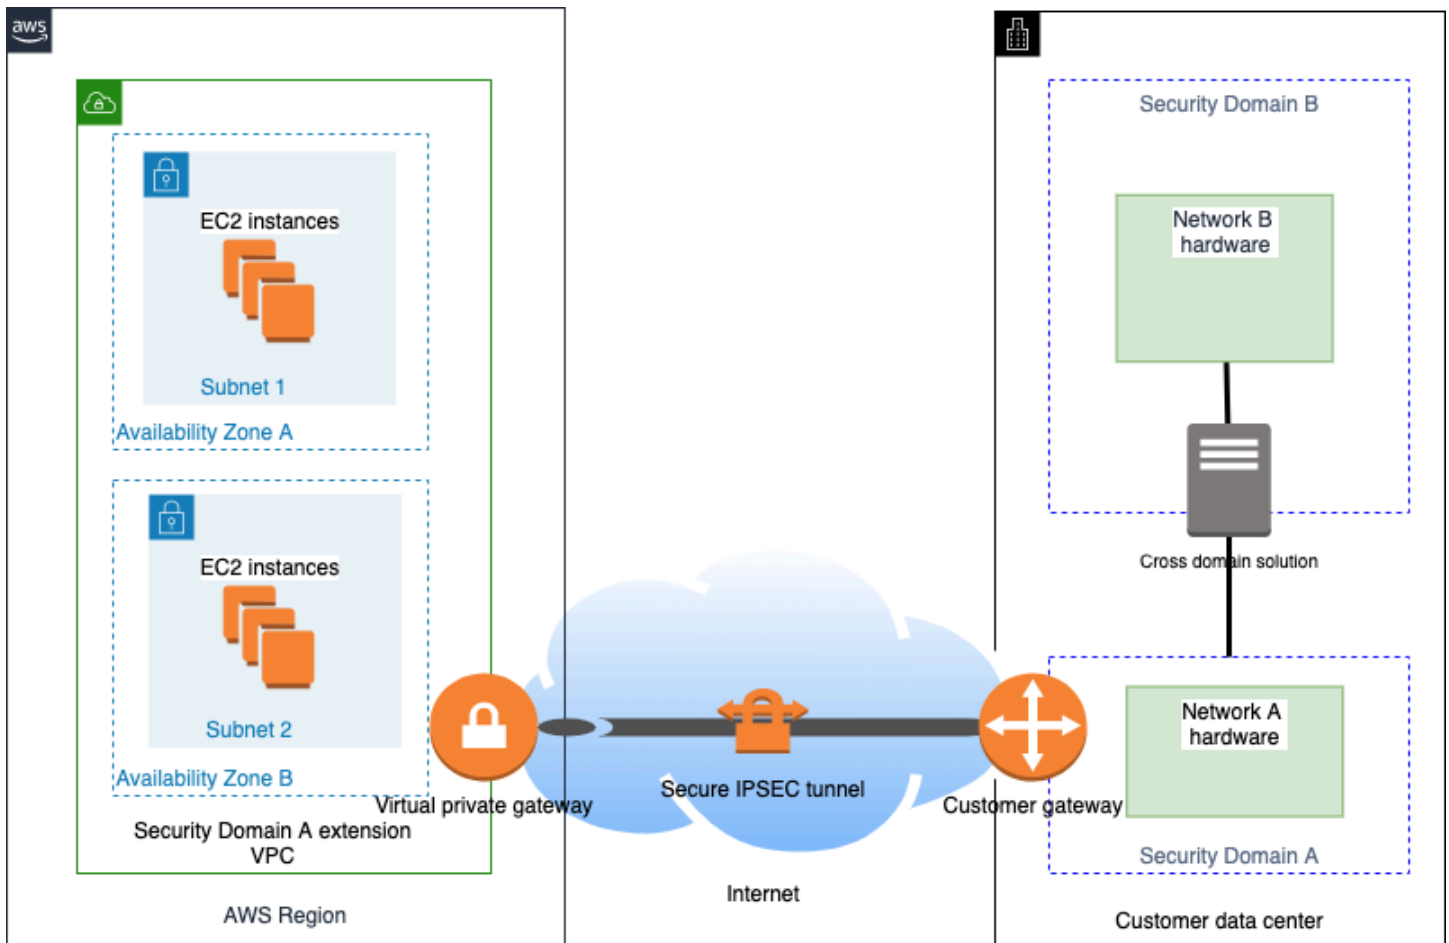 aws
EC2 instances
Subnet 1
Availability Zone A
EC2 instances
Subnet 2
Availability Zone B
Virtual private gateway
Security Domain A extension
VPC
AWS Region
Secure IPSEC tunnel
Internet
Customer gateway
Security Domain B
Network B
hardware
Cross domain solution
Network A
hardware
Security Domain A
Customer data center